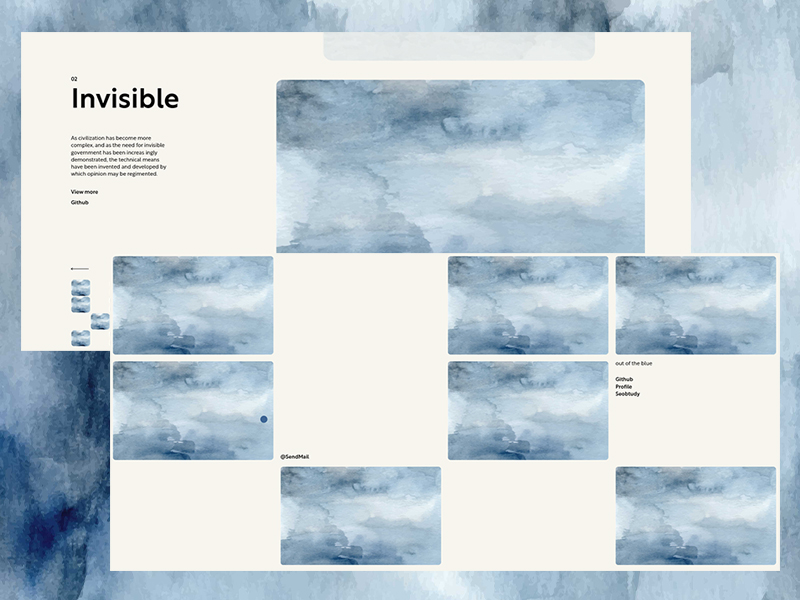 02
Invisible
As civilization has become more
complex, and as the need for invisible
government has been increas ingly
demonstrated, the technical means
have been invented and developed by
which opinion may be regimented.
View more
Github
out of the blue
Github
Profile
Seobtudy
@SendMail